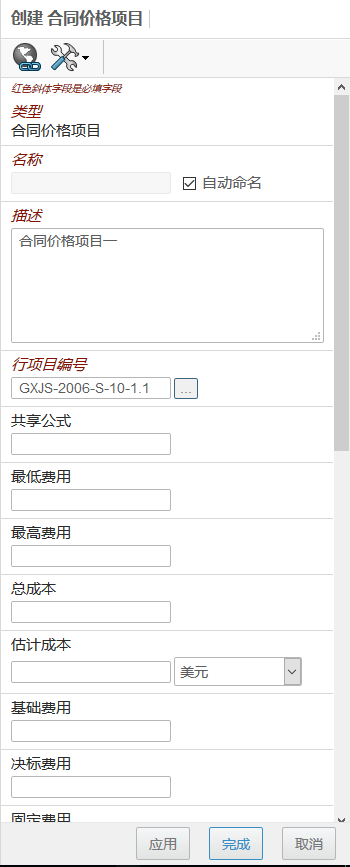 创建 合同价格项目
红色斜体字段是必填字段
类型
合同价格项目
名称
自动命名
描述
合同价格项目一
行项目编号
GXJS-2006-S-10-1.1
...
共享公式
最低费用
最高费用
总成本
估计成本
美元
基础费用
决标费用
固定费用
应用
完成
取消